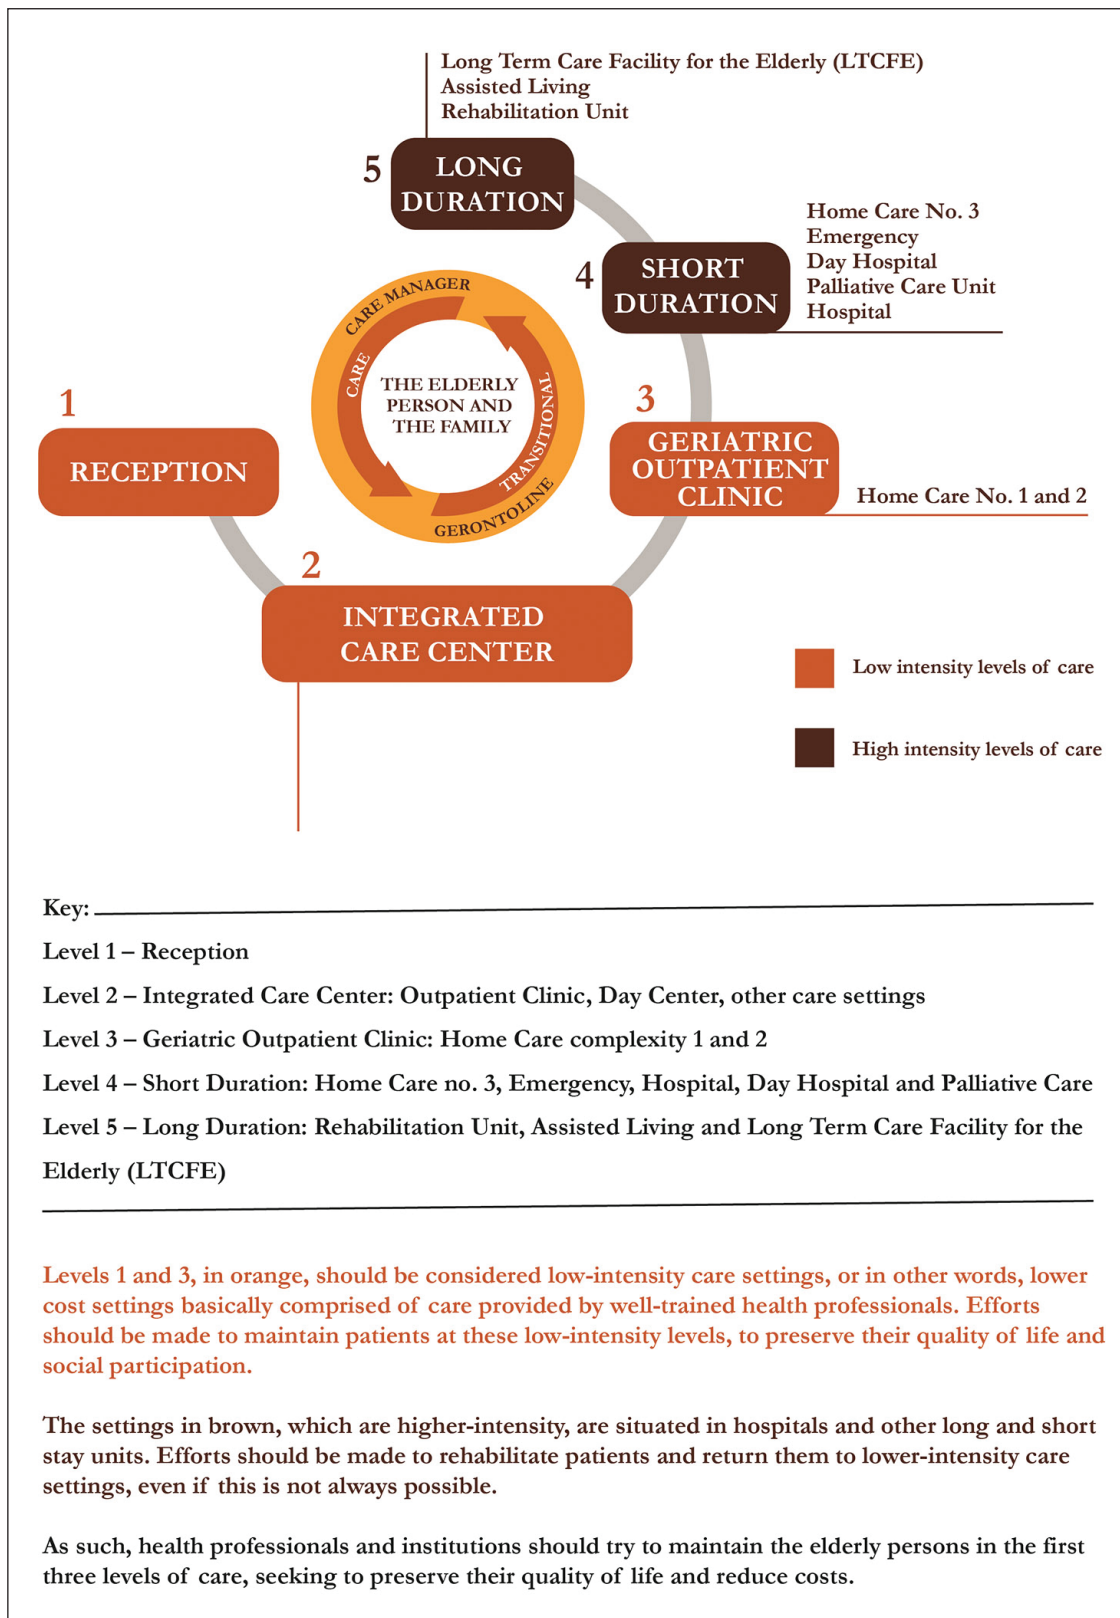 Long Term Care Facility for the Elderly (LTCFE)
Assisted Living
Rehabilitation Unit
5
LONG
DURATION
Home Care No. 3
Emergency
Day Hospital
Palliative Care Unit
Hospital
4
SHORT
DURATION
CARE MANAGER
CARE
TRANSITIONAL
GERONTOLINE
THE ELDERLY
PERSON AND
THE FAMILY
1
RECEPTION
3
GERIATRIC
OUTPATIENT
CLINIC
Home Care No. 1 and 2
2
INTEGRATED
CARE CENTER
Low intensity levels of care
High intensity levels of care
Key:
Level 1 – Reception
Level 2 – Integrated Care Center: Outpatient Clinic, Day Center, other care settings
Level 3 – Geriatric Outpatient Clinic: Home Care complexity 1 and 2
Level 4 – Short Duration: Home Care no. 3, Emergency, Hospital, Day Hospital and Palliative Care
Level 5 – Long Duration: Rehabilitation Unit, Assisted Living and Long Term Care Facility for the
Elderly (LTCFE)
Levels 1 and 3, in orange, should be considered low-intensity care settings, or in other words, lower
cost settings basically comprised of care provided by well-trained health professionals. Efforts
should be made to maintain patients at these low-intensity levels, to preserve their quality of life and
social participation.
The settings in brown, which are higher-intensity, are situated in hospitals and other long and short
stay units. Efforts should be made to rehabilitate patients and return them to lower-intensity care
settings, even if this is not always possible.
As such, health professionals and institutions should try to maintain the elderly persons in the first
three levels of care, seeking to preserve their quality of life and reduce costs.